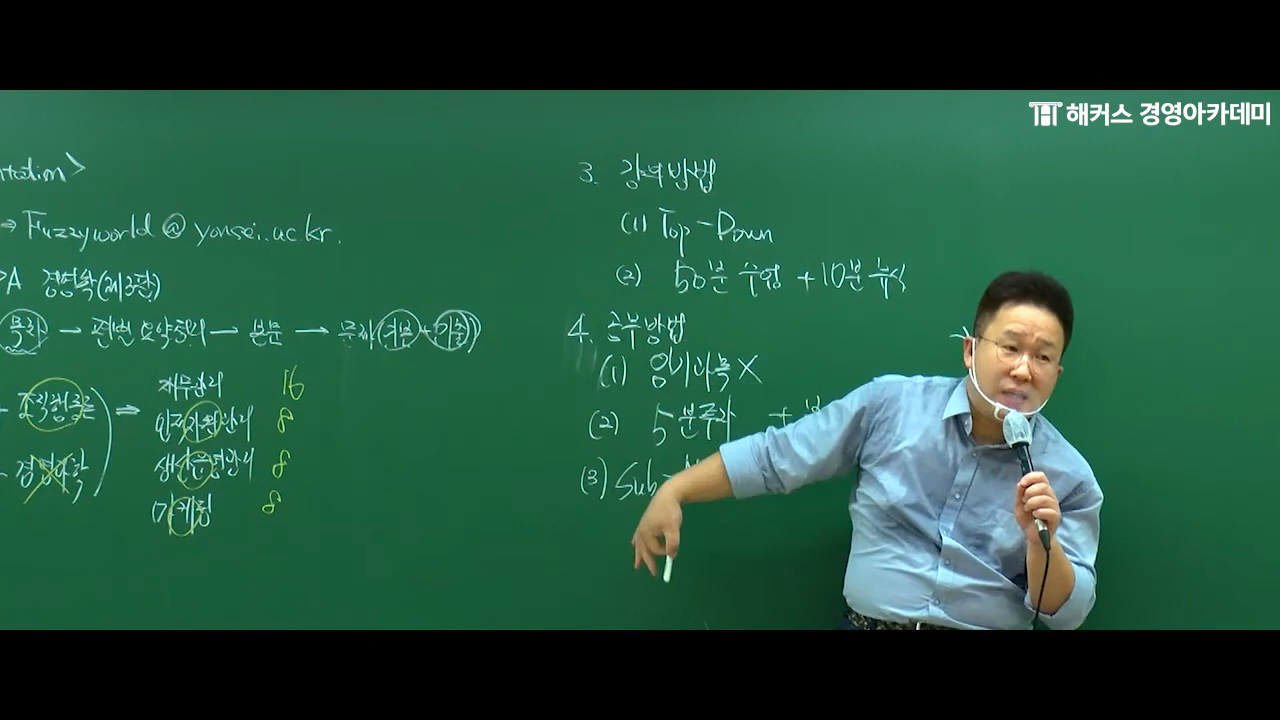 해커스 경영아카데미
ntation>
⇒ Fuzzyworld @ yonsei.ac.kr.
>A 경영학(제3판)
목차 → 편별 요약정리 → 본문 → 문제(기본+기출)
+ 조직행동론 ⇒
- 경영과학
재무관리 16
인적자원관리 8
생산운영관리 8
마케팅 8
3. 강의방법
(1) Top-Down
(2) 50분 수업 + 10분 휴식
4. 공부방법
(1) 암기과목 X
(2) 5분투자 +
(3) Sub-